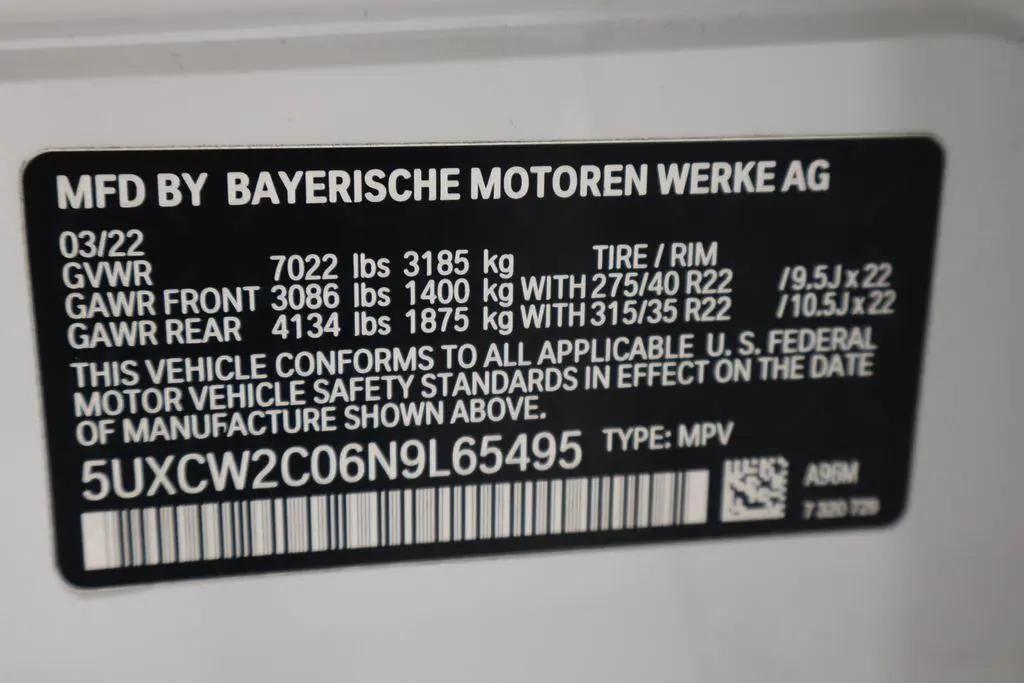 MFD BY BAYERISCHE MOTOREN WERKE AG
03/22 TIRE / RIM
GVWR 7022 lbs 3185 kg
GAWR FRONT 3086 lbs 1400 kg WITH 275/40 R22 /9.5J x 22
GAWR REAR 4134 lbs 1875 kg WITH 315/35 R22 /10.5J x 22
THIS VEHICLE CONFORMS TO ALL APPLICABLE U. S. FEDERAL
MOTOR VEHICLE SAFETY STANDARDS IN EFFECT ON THE DATE
OF MANUFACTURE SHOWN ABOVE.
5UXCW2C06N9L65495 TYPE: MPV
A96M
7 320 729